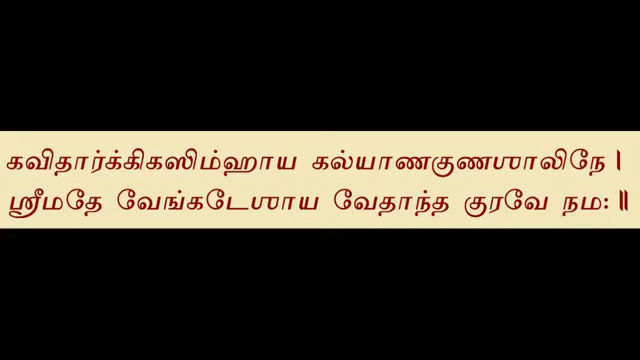 கவிதார்க்கிகஸிம்ஹாய கல்யாணகுணஶாலிநே |
ஸ்ரீமதே வேங்கடேஶாய வேதாந்த குரவே நம: ||